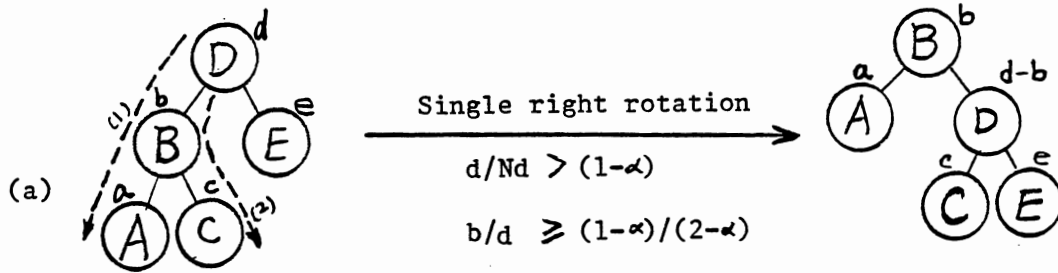 (a)
d
D
b
B
e
E
(1)
a
A
c
C
(2)
Single right rotation
d/Nd > (1-α)
b/d ≥ (1-α)/(2-α)
b
B
a
A
d-b
D
c
C
e
E